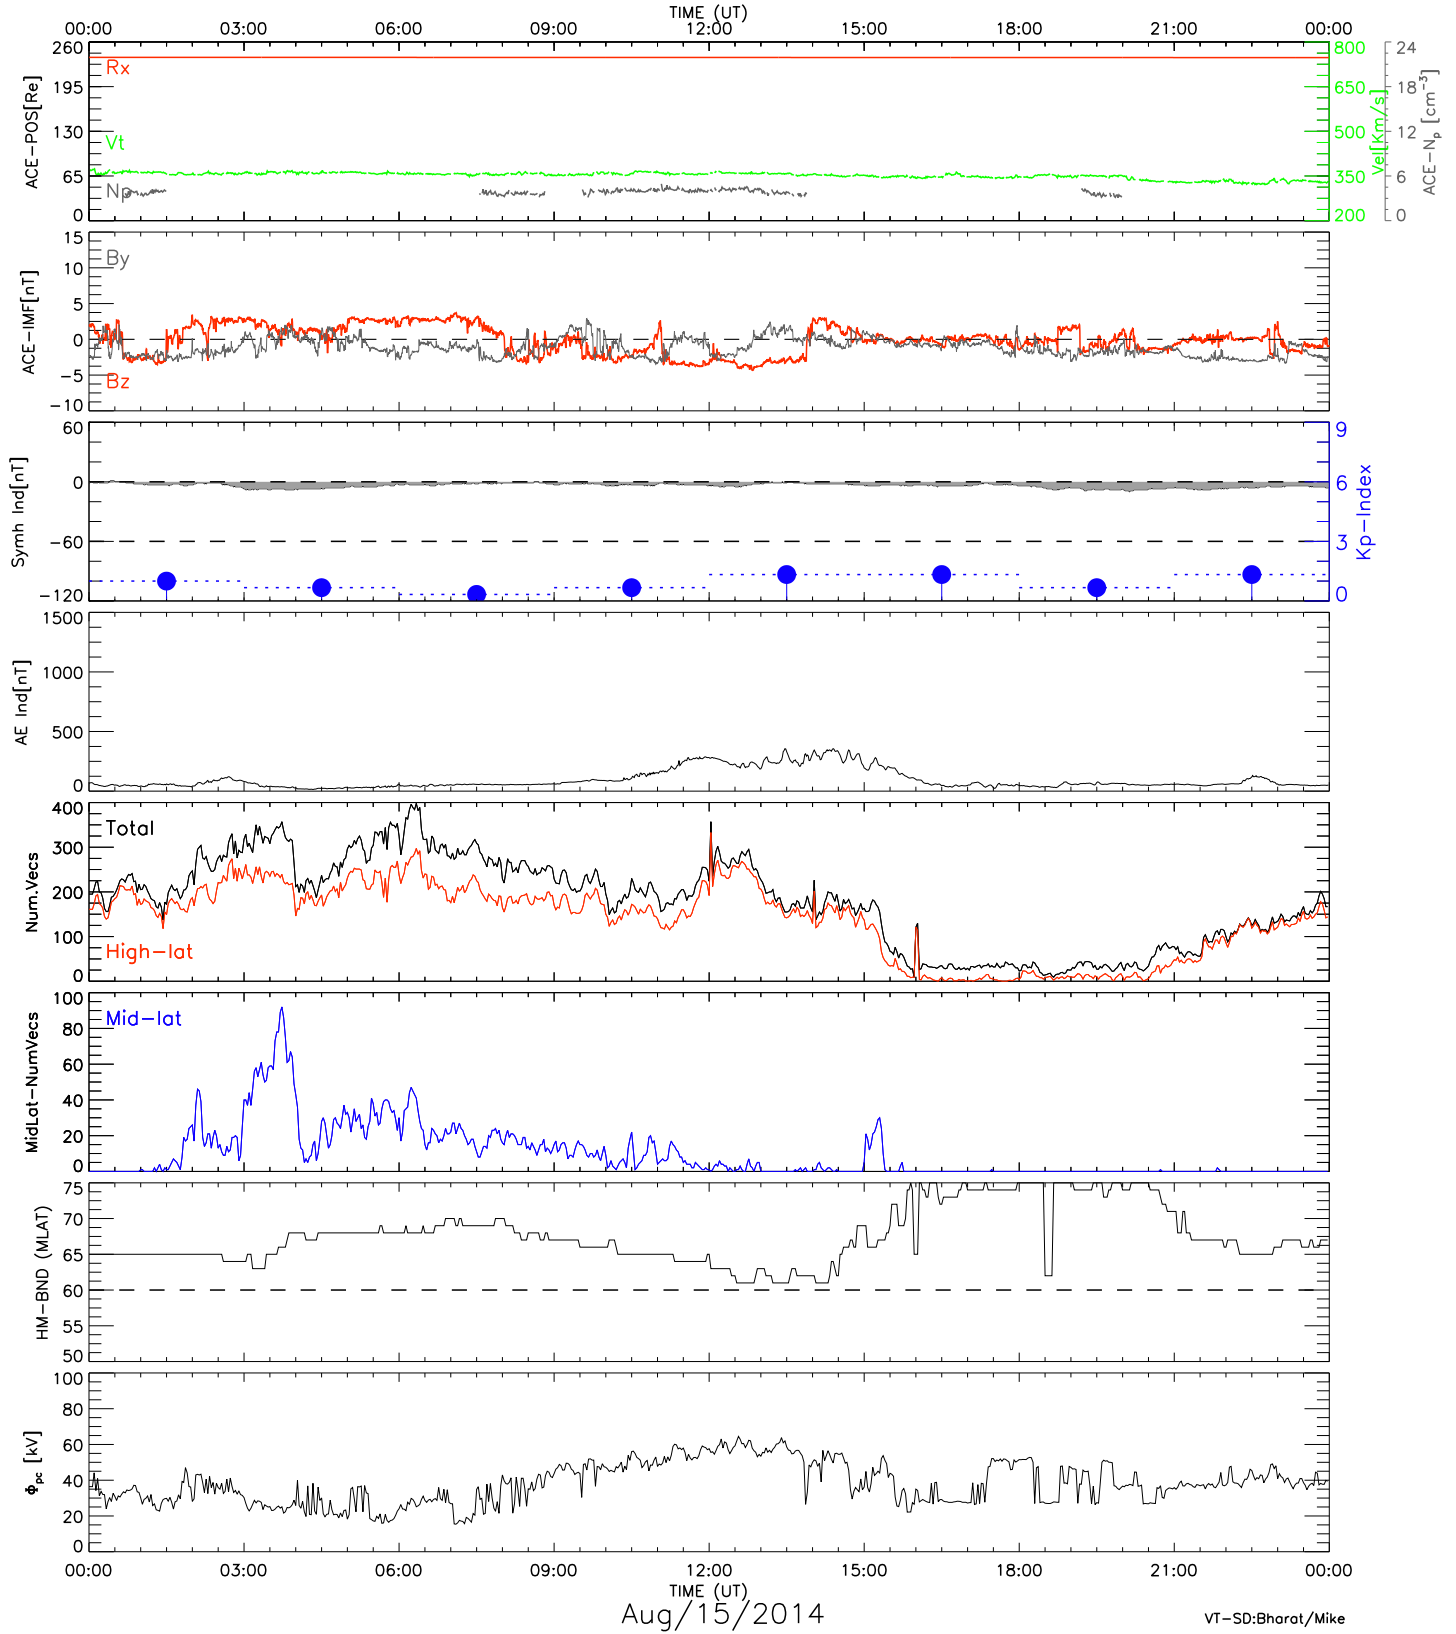 TIME (UT)
00:00 03:00 06:00 09:00 12:00 15:00 18:00 21:00 00:00
260 195 130 65 0
ACE-POS[Re]
Rx
Vt
Np
800 650 500 350 200
Vel[Km/s]
24 18 12 6 0
ACE-Np [cm⁻³]
15 10 5 0 -5 -10
ACE-IMF[nT]
By
Bz
60 0 -60 -120
Symh Ind[nT]
9 6 3 0
Kp-Index
1500 1000 500 0
AE Ind[nT]
400 300 200 100 0
Num.Vecs
Total
High-lat
100 80 60 40 20 0
MidLat-NumVecs
Mid-lat
75 70 65 60 55 50
HM-BND (MLAT)
100 80 60 40 20 0
Φpc [kV]
00:00 03:00 06:00 09:00 12:00 15:00 18:00 21:00 00:00
TIME (UT)
Aug/15/2014
VT-SD:Bharat/Mike